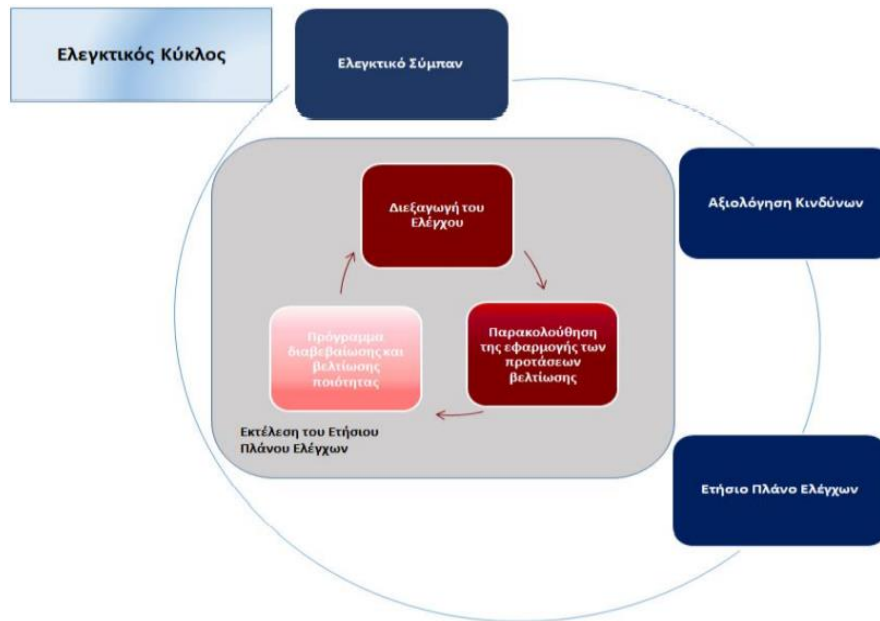 Ελεγκτικός Κύκλος
Ελεγκτικό Σύμπαν
Αξιολόγηση Κινδύνων
Διεξαγωγή του
Ελέγχου
Πρόγραμμα
διαβεβαίωσης και
βελτίωσης
ποιότητας
Παρακολούθηση
της εφαρμογής των
προτάσεων
βελτίωσης
Εκτέλεση του Ετήσιου
Πλάνου Ελέγχων
Ετήσιο Πλάνο Ελέγχων